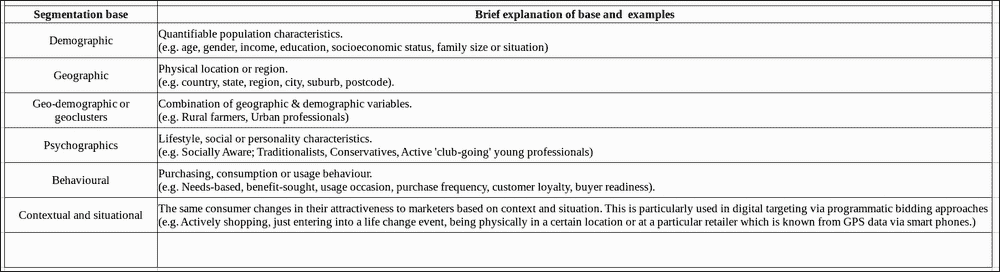 Segmentation base
Brief explanation of base and examples
Demographic
Quantifiable population characteristics.
(e.g. age, gender, income, education, socioeconomic status, family size or situation)
Geographic
Physical location or region.
(e.g. country, state, region, city, suburb, postcode).
Geo-demographic or
geoclusters
Combination of geographic & demographic variables.
(e.g. Rural farmers, Urban professionals)
Psychographics
Lifestyle, social or personality characteristics.
(e.g. Socially Aware; Traditionalists, Conservatives, Active 'club-going' young professionals)
Behavioural
Purchasing, consumption or usage behaviour.
(e.g. Needs-based, benefit-sought, usage occasion, purchase frequency, customer loyalty, buyer readiness).
Contextual and situational
The same consumer changes in their attractiveness to marketers based on context and situation. This is particularly used in digital targeting via programmatic bidding approaches
(e.g. Actively shopping, just entering into a life change event, being physically in a certain location or at a particular retailer which is known from GPS data via smart phones.)